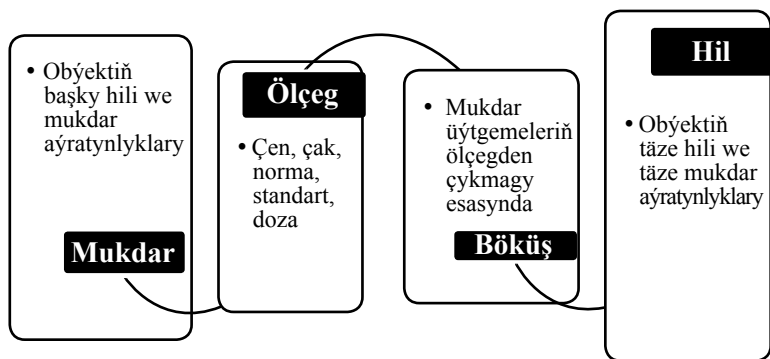 • Obýektiň
başky hili we
mukdar
aýratynlyklary
Mukdar
Ölçeg
• Çen, çak,
norma,
standart,
doza
• Mukdar
üýtgemeleriň
ölçegden
çykmagy
esasynda
Böküş
Hil
• Obýektiň
täze hili we
täze mukdar
aýratynlyklary